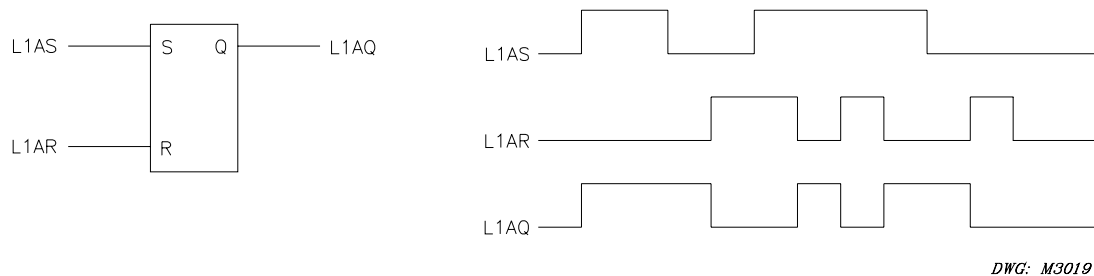 L1AS S Q L1AQ
L1AR R
L1AS
L1AR
L1AQ
DWG: M3019